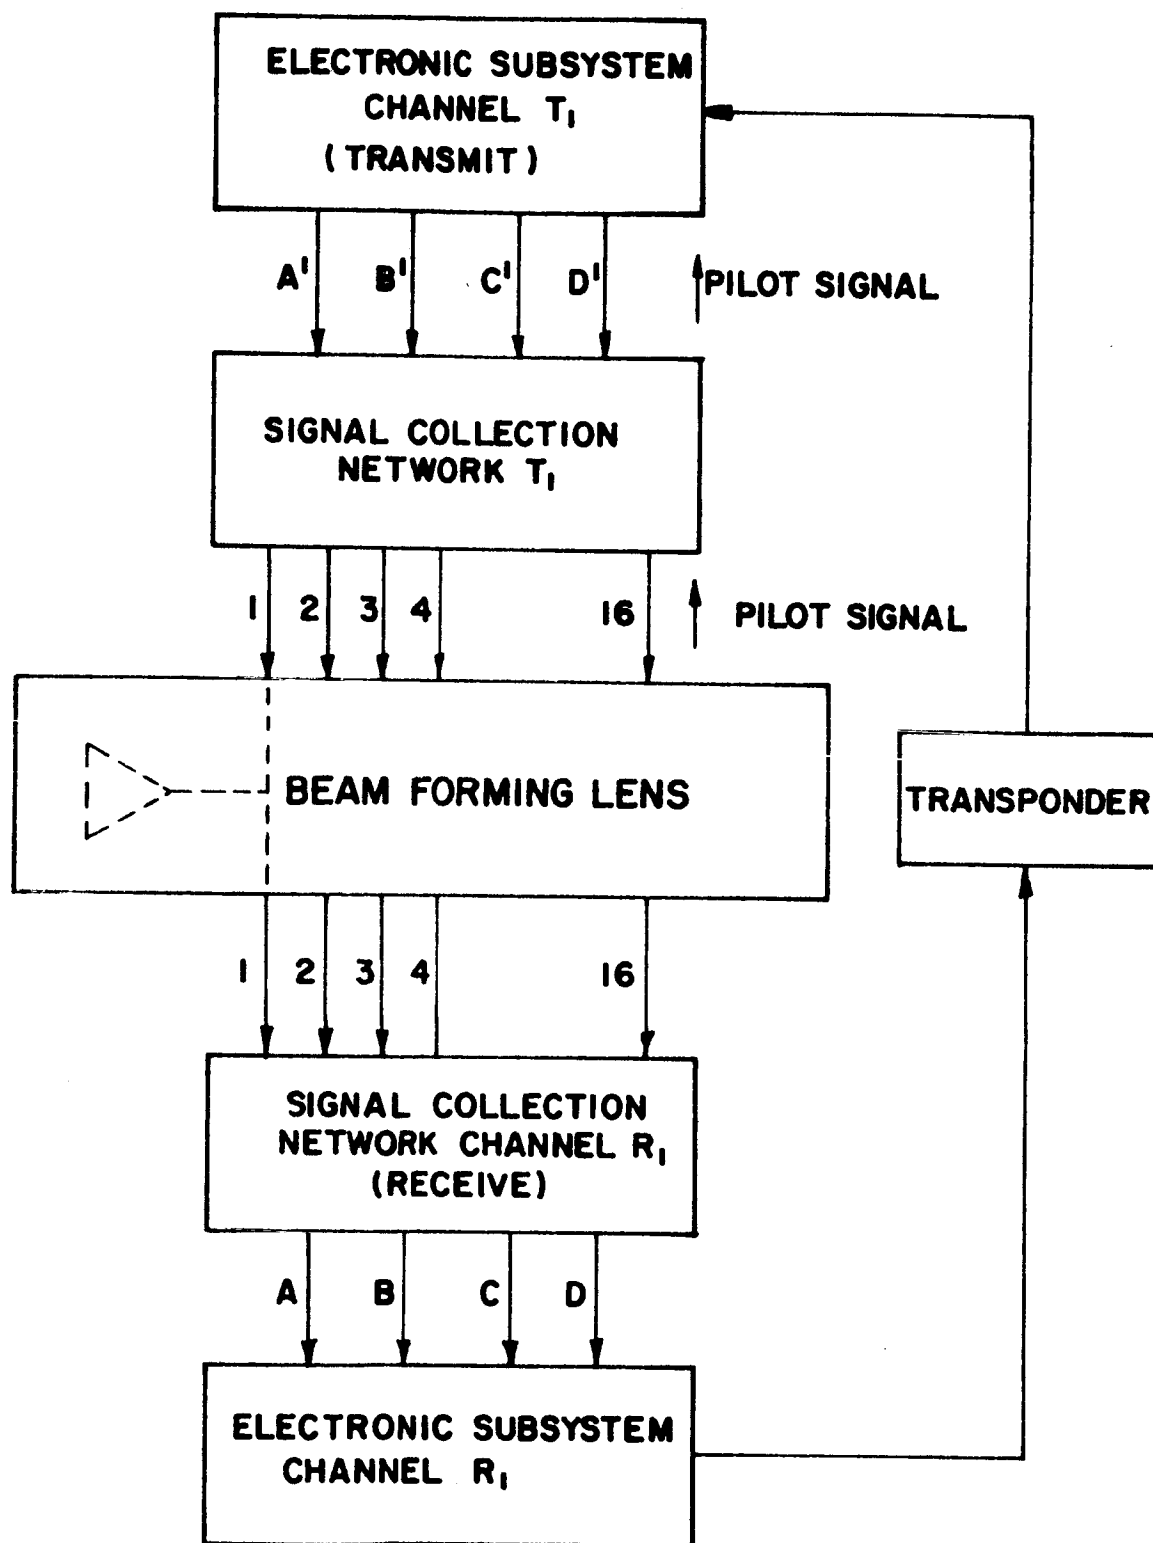 ELECTRONIC SUBSYSTEM
CHANNEL T₁
(TRANSMIT)
A' B' C' D' PILOT SIGNAL
SIGNAL COLLECTION
NETWORK T₁
1 2 3 4 16 PILOT SIGNAL
BEAM FORMING LENS
TRANSPONDER
1 2 3 4 16
SIGNAL COLLECTION
NETWORK CHANNEL R₁
(RECEIVE)
A B C D
ELECTRONIC SUBSYSTEM
CHANNEL R₁